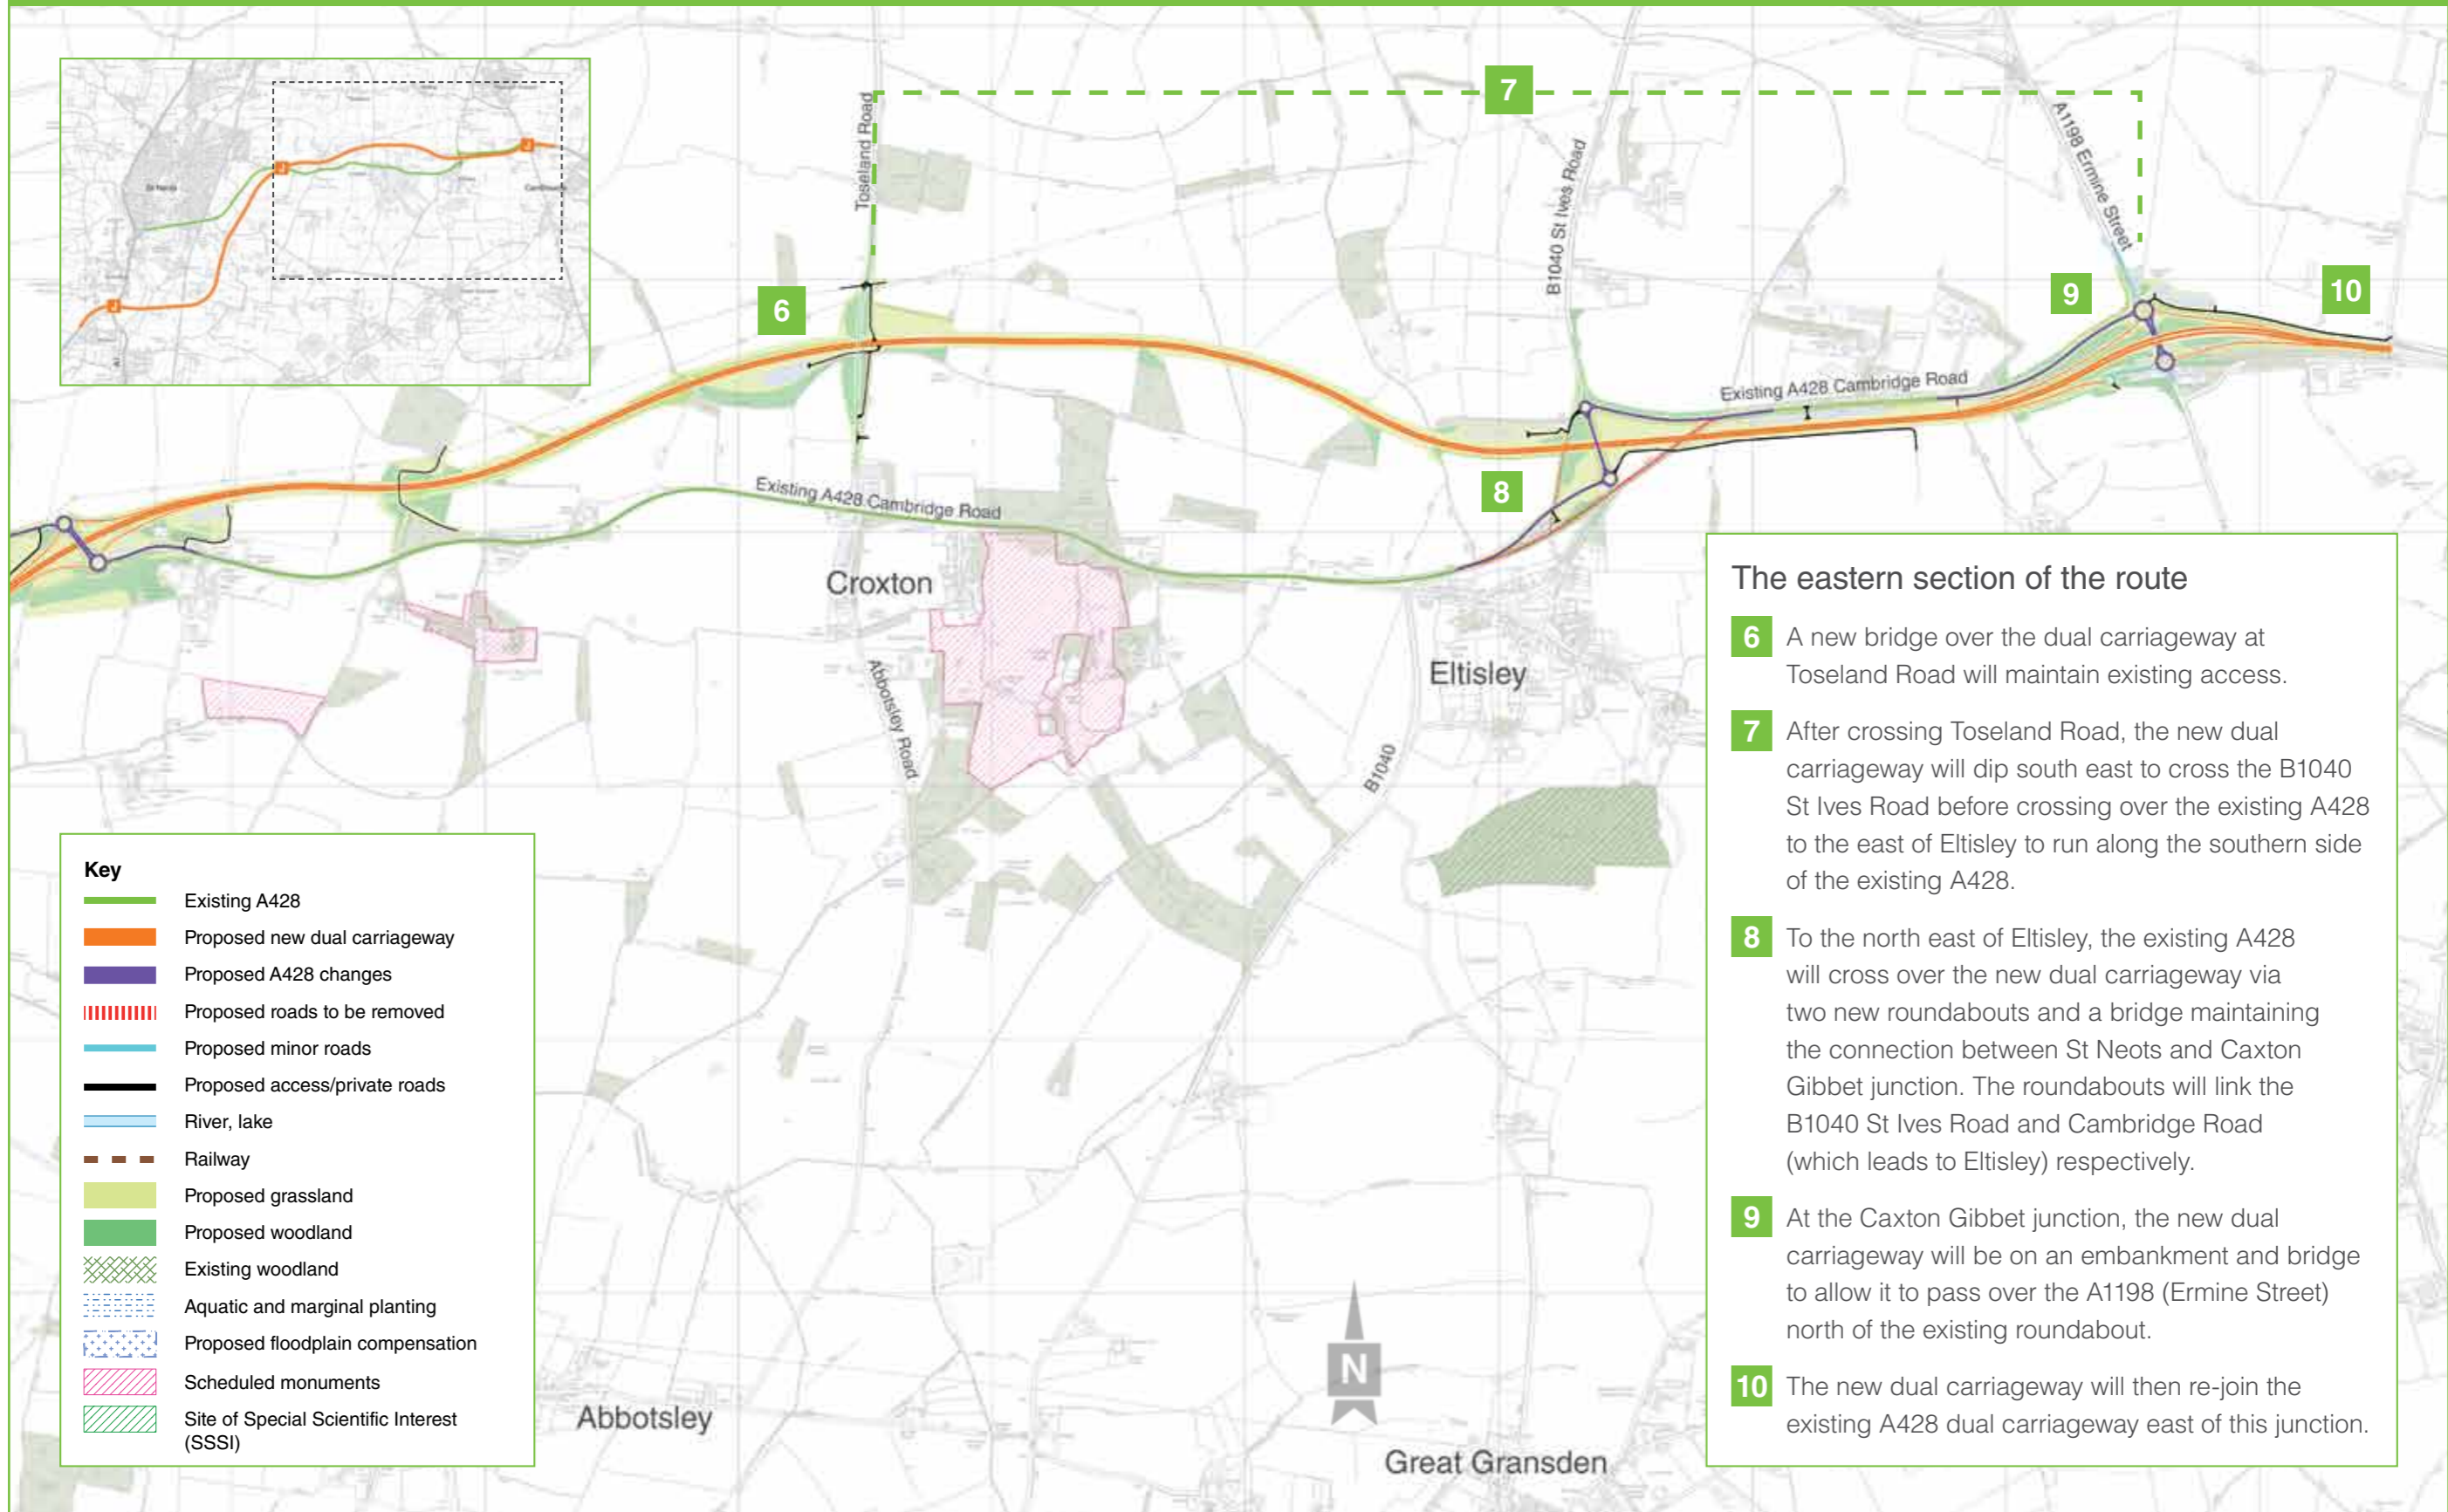 St Neots
Cambourne
7
Toseland Road
B1040 St Ives Road
A1198 Ermine Street
6
9
10
Existing A428 Cambridge Road
8
Existing A428 Cambridge Road
Croxton
Abbotsley Road
Eltisley
B1040
Abbotsley
Great Gransden
N
Key
Existing A428
Proposed new dual carriageway
Proposed A428 changes
Proposed roads to be removed
Proposed minor roads
Proposed access/private roads
River, lake
Railway
Proposed grassland
Proposed woodland
Existing woodland
Aquatic and marginal planting
Proposed floodplain compensation
Scheduled monuments
Site of Special Scientific Interest
(SSSI)
The eastern section of the route
6 A new bridge over the dual carriageway at
Toseland Road will maintain existing access.
7 After crossing Toseland Road, the new dual
carriageway will dip south east to cross the B1040
St Ives Road before crossing over the existing A428
to the east of Eltisley to run along the southern side
of the existing A428.
8 To the north east of Eltisley, the existing A428
will cross over the new dual carriageway via
two new roundabouts and a bridge maintaining
the connection between St Neots and Caxton
Gibbet junction. The roundabouts will link the
B1040 St Ives Road and Cambridge Road
(which leads to Eltisley) respectively.
9 At the Caxton Gibbet junction, the new dual
carriageway will be on an embankment and bridge
to allow it to pass over the A1198 (Ermine Street)
north of the existing roundabout.
10 The new dual carriageway will then re-join the
existing A428 dual carriageway east of this junction.